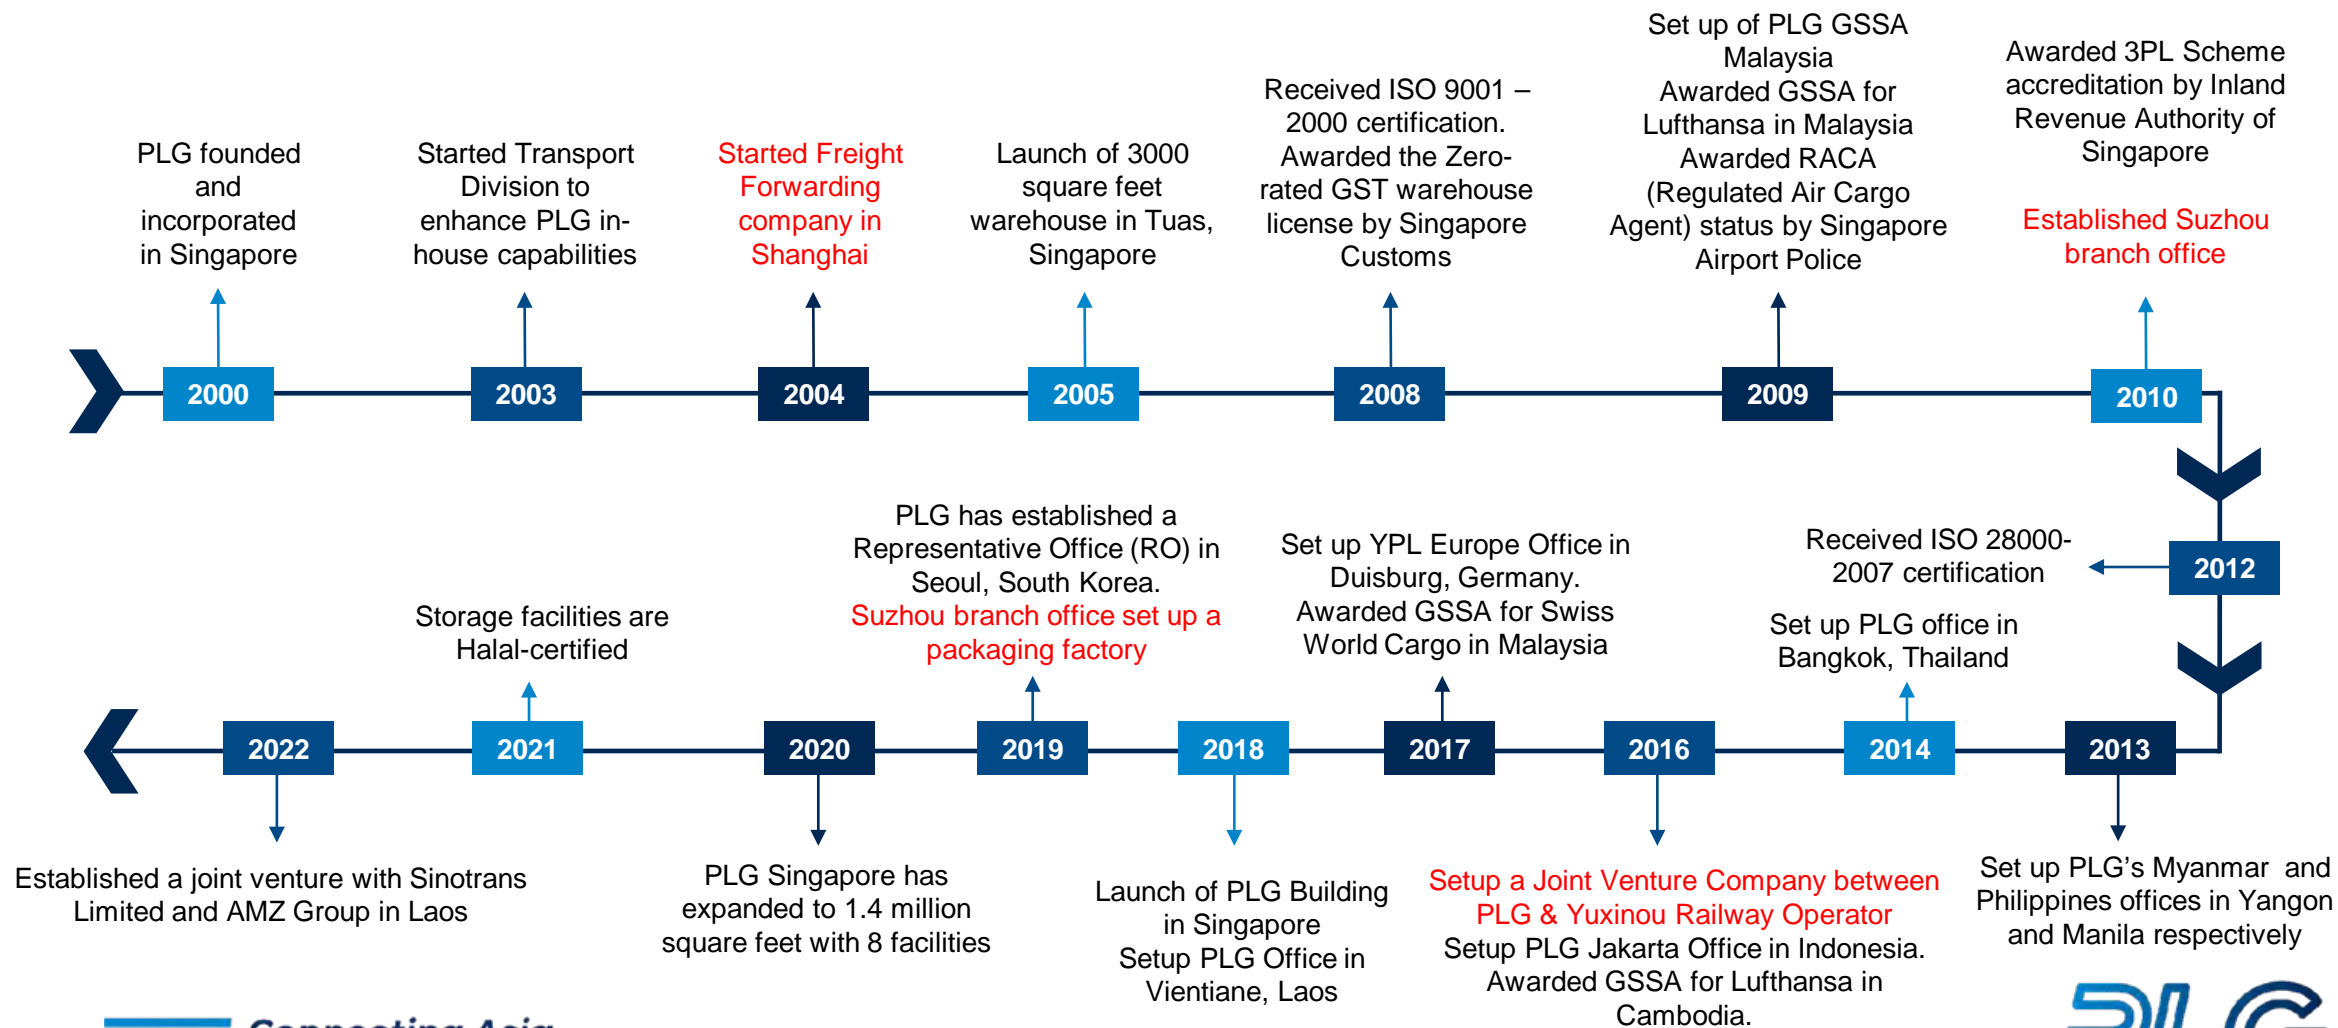 PLG founded
and
incorporated
in Singapore
2000
Started Transport
Division to
enhance PLG in-
house capabilities
2003
Started Freight
Forwarding
company in
Shanghai
2004
Launch of 3000
square feet
warehouse in Tuas,
Singapore
2005
Received ISO 9001 –
2000 certification.
Awarded the Zero-
rated GST warehouse
license by Singapore
Customs
2008
Set up of PLG GSSA
Malaysia
Awarded GSSA for
Lufthansa in Malaysia
Awarded RACA
(Regulated Air Cargo
Agent) status by Singapore
Airport Police
2009
Awarded 3PL Scheme
accreditation by Inland
Revenue Authority of
Singapore
Established Suzhou
branch office
2010
Received ISO 28000-
2007 certification
2012
Set up PLG's Myanmar and
Philippines offices in Yangon
and Manila respectively
2013
Set up PLG office in
Bangkok, Thailand
2014
2016
Setup a Joint Venture Company between
PLG & Yuxinou Railway Operator
Setup PLG Jakarta Office in Indonesia.
Awarded GSSA for Lufthansa in
Cambodia.
Set up YPL Europe Office in
Duisburg, Germany.
Awarded GSSA for Swiss
World Cargo in Malaysia
2017
2018
Launch of PLG Building
in Singapore
Setup PLG Office in
Vientiane, Laos
PLG has established a
Representative Office (RO) in
Seoul, South Korea.
Suzhou branch office set up a
packaging factory
2019
2020
PLG Singapore has
expanded to 1.4 million
square feet with 8 facilities
Storage facilities are
Halal-certified
2021
2022
Established a joint venture with Sinotrans
Limited and AMZ Group in Laos
Connecting Asia
PLG